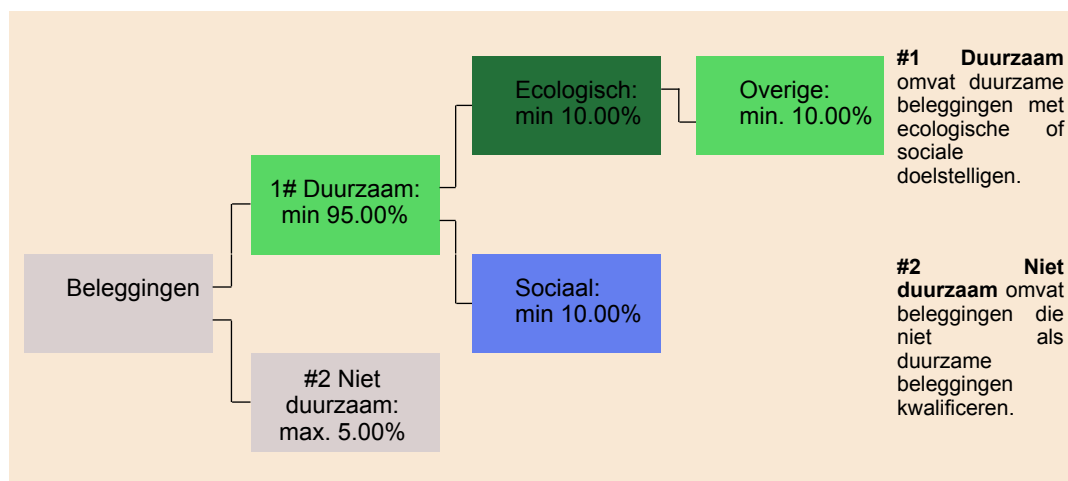 Ecologisch:
min 10.00%
Overige:
min. 10.00%
1# Duurzaam:
min 95.00%
Beleggingen
Sociaal:
min 10.00%
#2 Niet
duurzaam:
max. 5.00%
#1 Duurzaam
omvat duurzame
beleggingen met
ecologische of
sociale
doelstelligen.
#2 Niet
duurzaam omvat
beleggingen die
niet als
duurzame
beleggingen
kwalificeren.